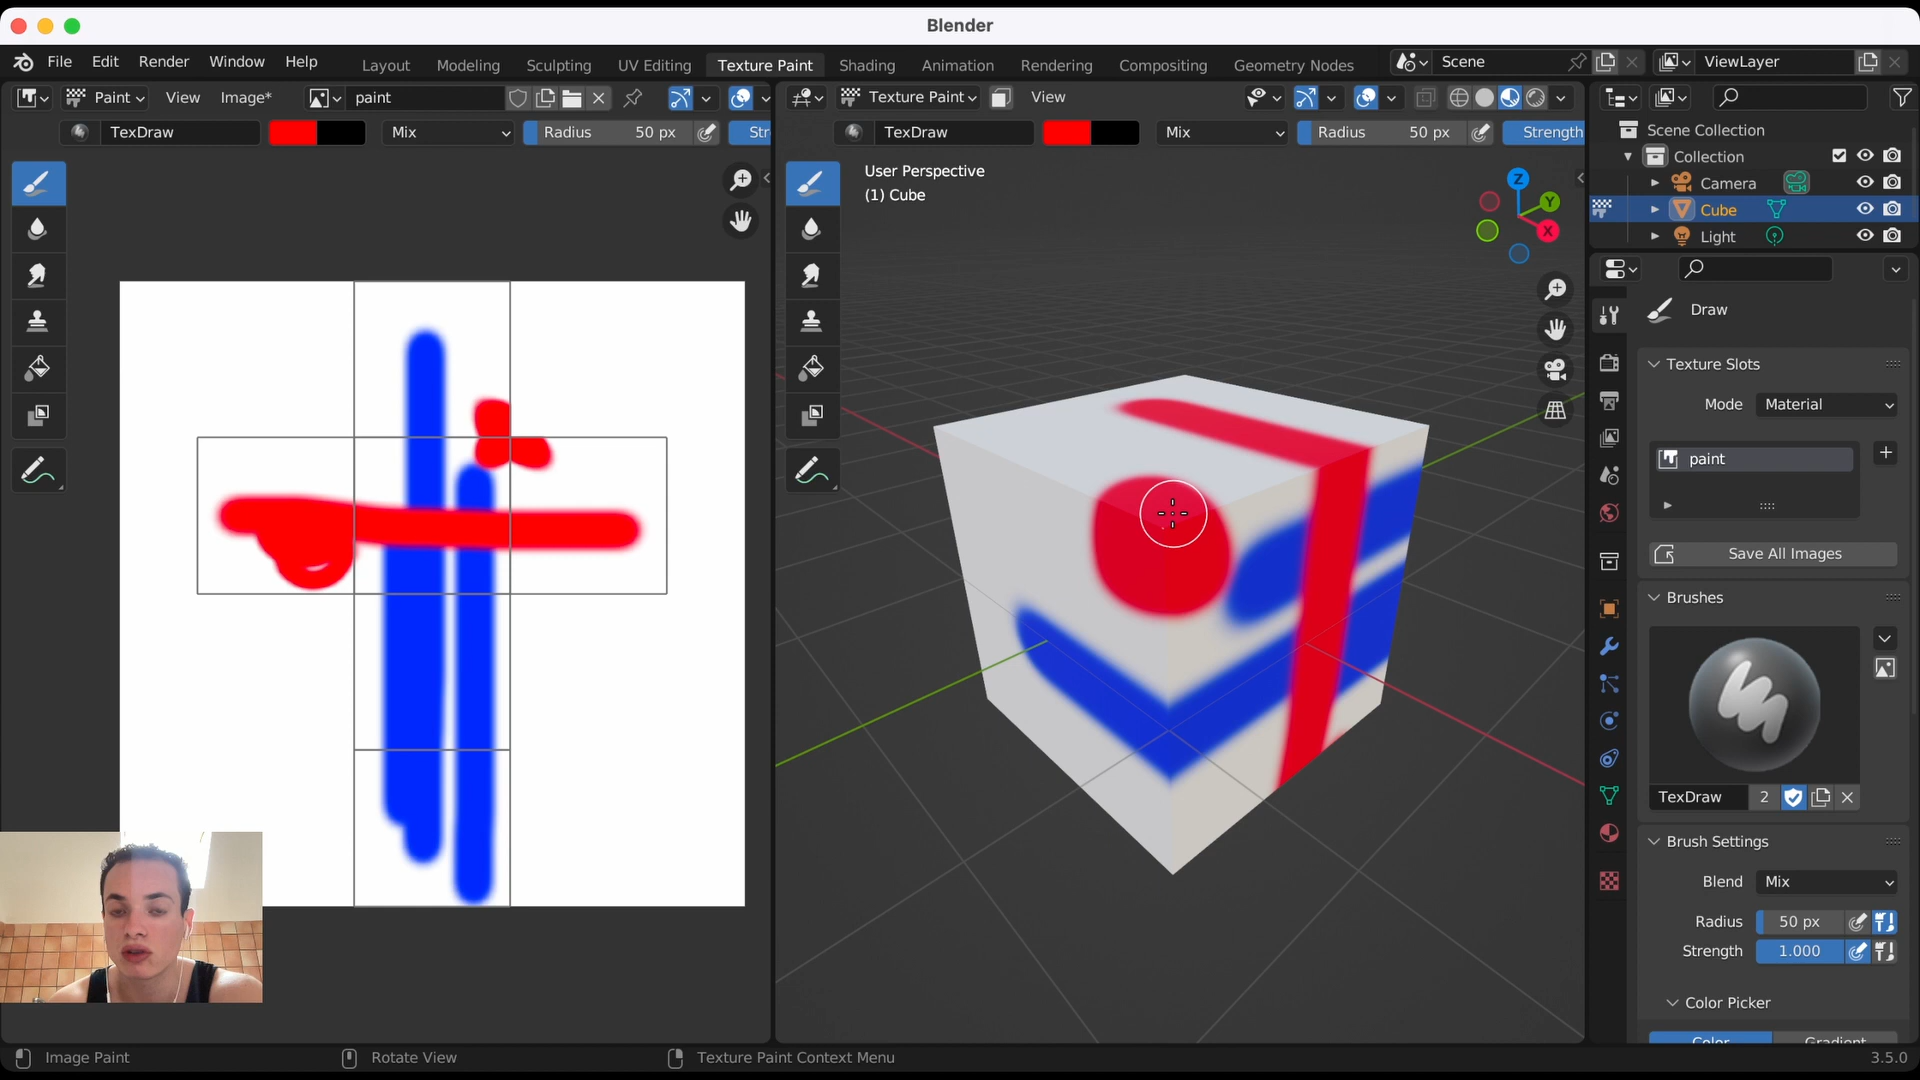 Blender
File Edit Render Window Help Layout Modeling Sculpting UV Editing Texture Paint Shading Animation Rendering Compositing Geometry Nodes Scene ViewLayer
Paint View Image* paint Texture Paint View
TexDraw Mix Radius 50 px Str TexDraw Mix Radius 50 px Strength
User Perspective
(1) Cube
Z
Y
X
Scene Collection
Collection
Camera
Cube
Light
Draw
Texture Slots
Mode Material
paint
Save All Images
Brushes
TexDraw 2
Brush Settings
Blend Mix
Radius 50 px
Strength 1.000
Color Picker
Color Gradient
Image Paint Rotate View Texture Paint Context Menu 3.5.0